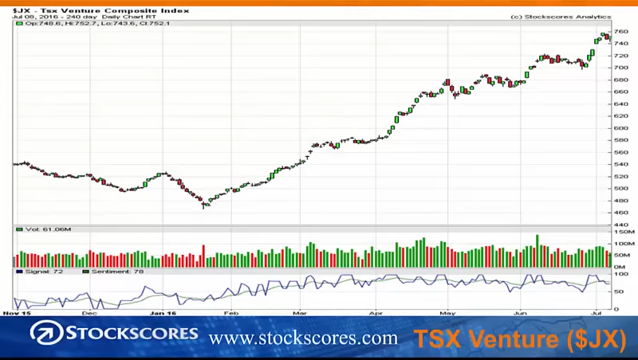 $JX - Tsx Venture Composite Index
Jul 08, 2016 - 240 day Daily Chart RT
(c) Stockscores Analytics
Op:748.6, Hi:752.7, Lo:743.6, Cl:752.1
760
740
720
700
680
660
640
620
600
580
560
540
520
500
480
460
440
Vol: 61.06M
150M
100M
50M
0M
Signal: 72
Sentiment: 78
100
50
0
Nov 15
Dec
Jan 16
Feb
Mar
Apr
May
Jun
Jul
STOCKSCORES
www.stockscores.com
TSX Venture ($JX)